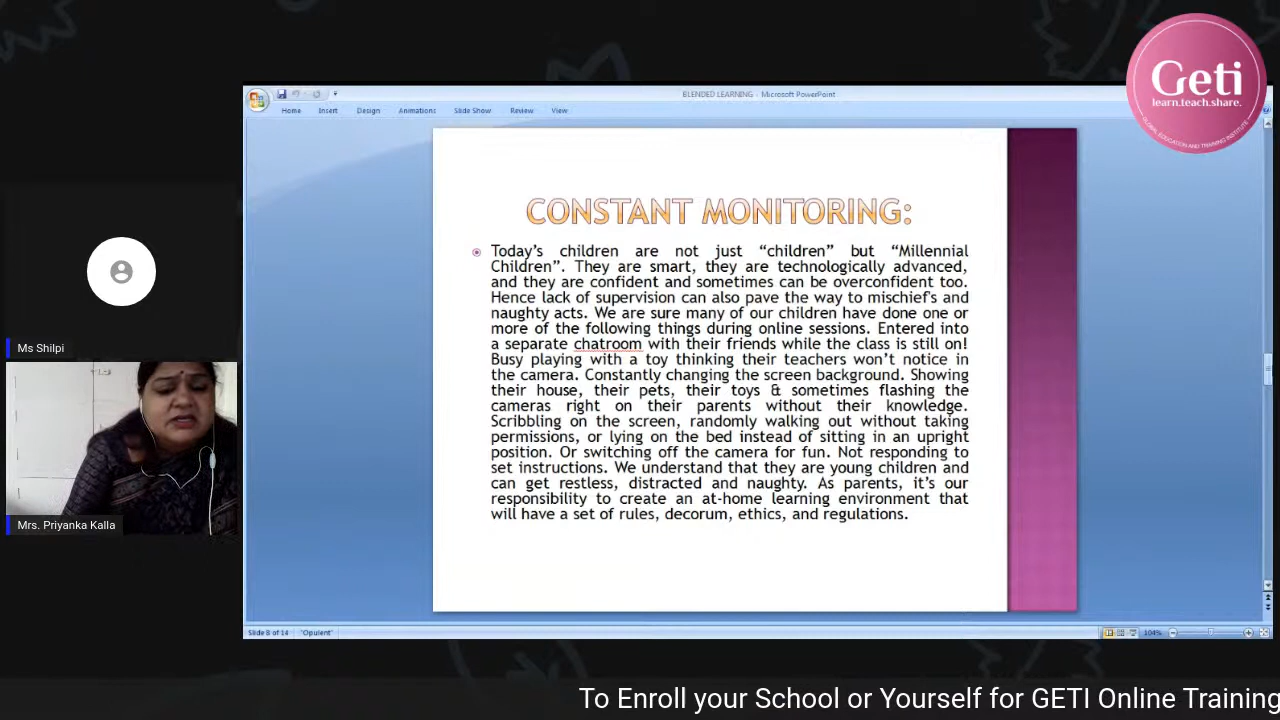 Geti
learn.teach.share.
GLOBAL EDUCATION AND TRAINING INSTITUTE
BLENDED LEARNING - Microsoft PowerPoint
Home Insert Design Animations Slide Show Review View
CONSTANT MONITORING:
Today's children are not just “children” but “Millennial
Children”. They are smart, they are technologically advanced,
and they are confident and sometimes can be overconfident too.
Hence lack of supervision can also pave the way to mischief's and
naughty acts. We are sure many of our children have done one or
more of the following things during online sessions. Entered into
a separate chatroom with their friends while the class is still on!
Busy playing with a toy thinking their teachers won't notice in
the camera. Constantly changing the screen background. Showing
their house, their pets, their toys & sometimes flashing the
cameras right on their parents without their knowledge.
Scribbling on the screen, randomly walking out without taking
permissions, or lying on the bed instead of sitting in an upright
position. Or switching off the camera for fun. Not responding to
set instructions. We understand that they are young children and
can get restless, distracted and naughty. As parents, it's our
responsibility to create an at-home learning environment that
will have a set of rules, decorum, ethics, and regulations.
Ms Shilpi
Mrs. Priyanka Kalla
Slide 8 of 14 "Opulent" 104%
To Enroll your School or Yourself for GETI Online Training